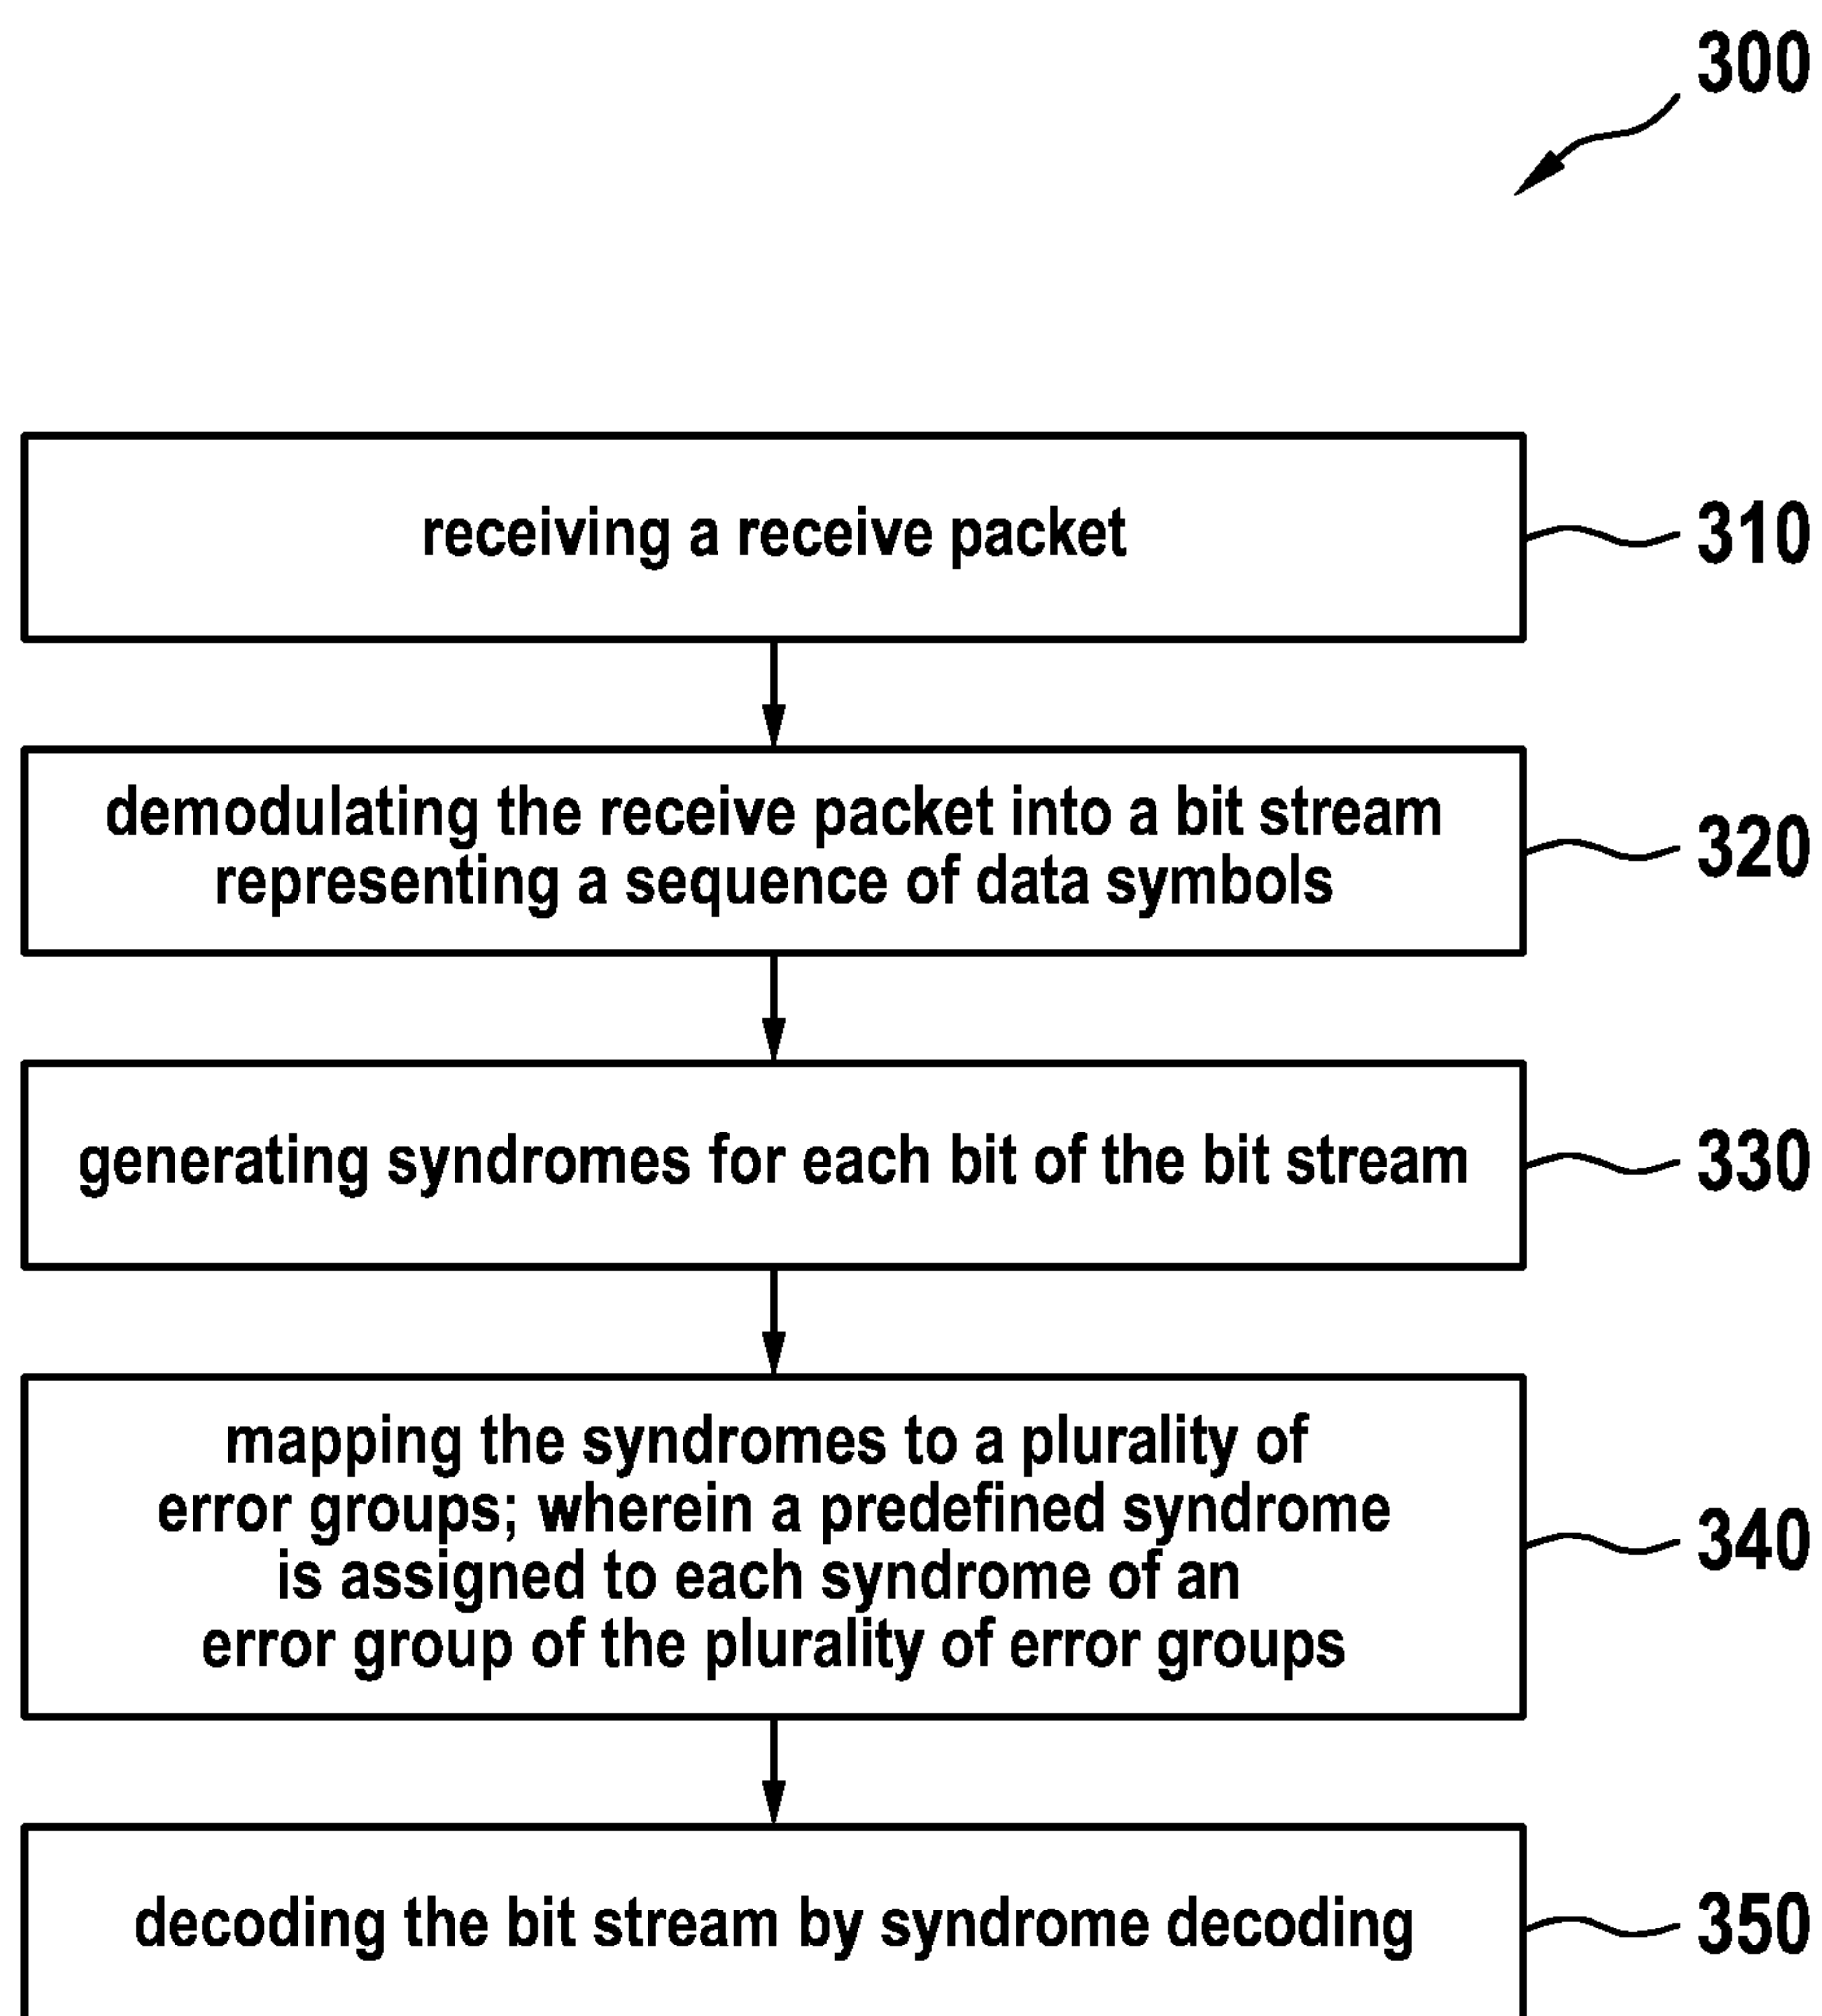 300
receiving a receive packet
310
demodulating the receive packet into a bit stream
representing a sequence of data symbols
320
generating syndromes for each bit of the bit stream
330
mapping the syndromes to a plurality of
error groups; wherein a predefined syndrome
is assigned to each syndrome of an
error group of the plurality of error groups
340
decoding the bit stream by syndrome decoding
350